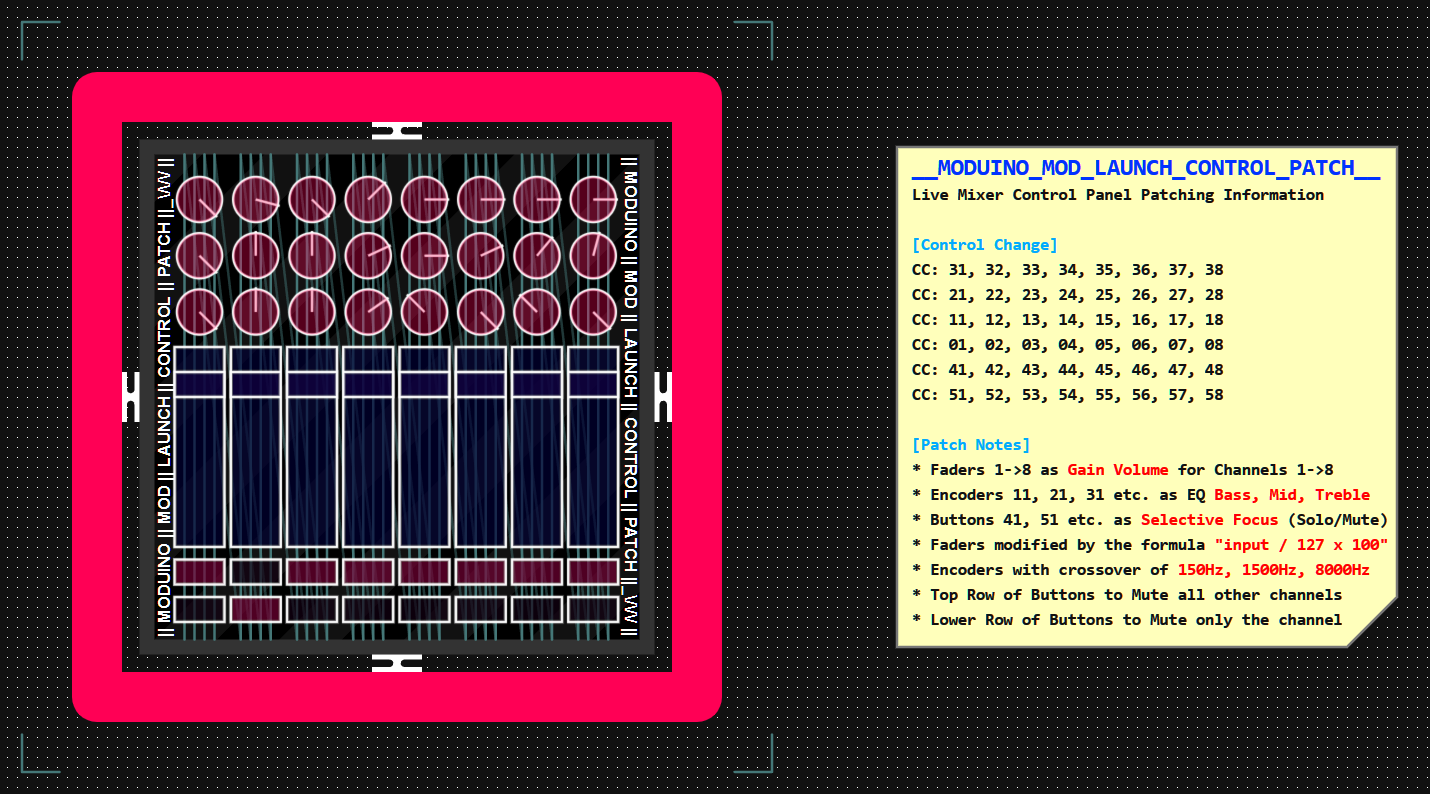 || MODUINO || MOD || LAUNCH || CONTROL || PATCH ||_\/\/ ||
|| MODUINO || MOD || LAUNCH || CONTROL || PATCH ||_\/\/ ||
__MODUINO_MOD_LAUNCH_CONTROL_PATCH__
Live Mixer Control Panel Patching Information
[Control Change]
CC: 31, 32, 33, 34, 35, 36, 37, 38
CC: 21, 22, 23, 24, 25, 26, 27, 28
CC: 11, 12, 13, 14, 15, 16, 17, 18
CC: 01, 02, 03, 04, 05, 06, 07, 08
CC: 41, 42, 43, 44, 45, 46, 47, 48
CC: 51, 52, 53, 54, 55, 56, 57, 58
[Patch Notes]
* Faders 1->8 as Gain Volume for Channels 1->8
* Encoders 11, 21, 31 etc. as EQ Bass, Mid, Treble
* Buttons 41, 51 etc. as Selective Focus (Solo/Mute)
* Faders modified by the formula "input / 127 x 100"
* Encoders with crossover of 150Hz, 1500Hz, 8000Hz
* Top Row of Buttons to Mute all other channels
* Lower Row of Buttons to Mute only the channel